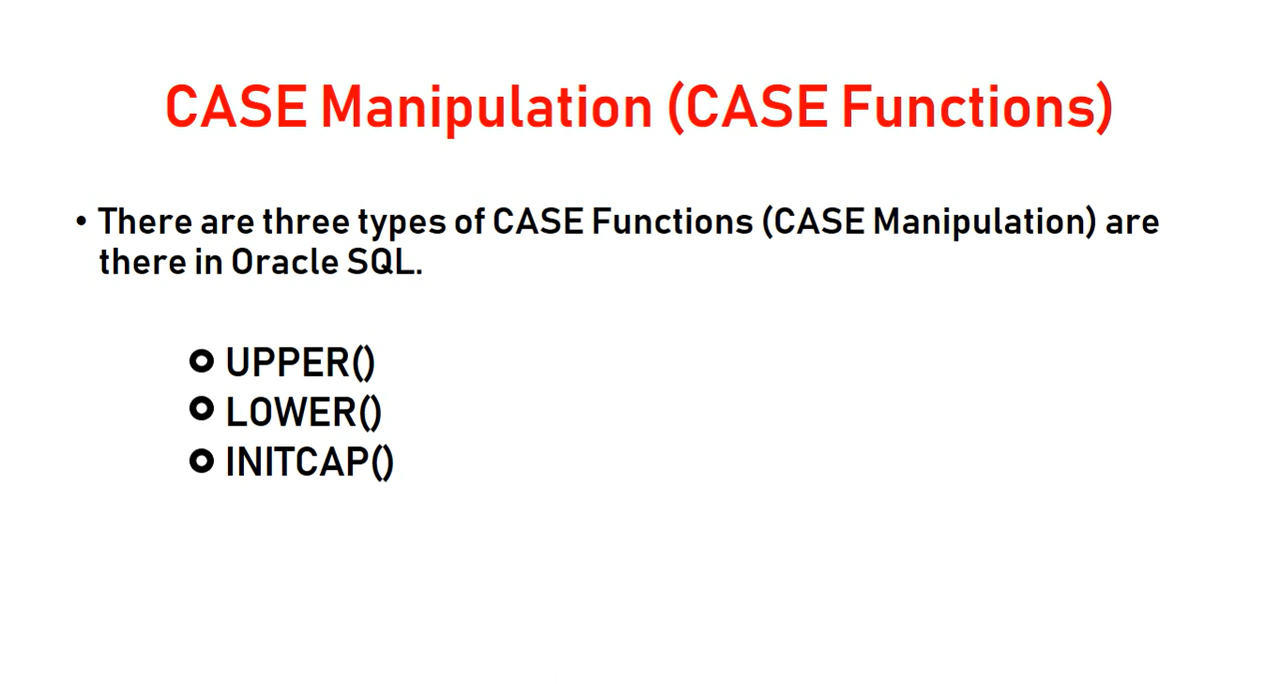 CASE Manipulation (CASE Functions)
• There are three types of CASE Functions (CASE Manipulation) are
there in Oracle SQL.
UPPER()
LOWER()
INITCAP()